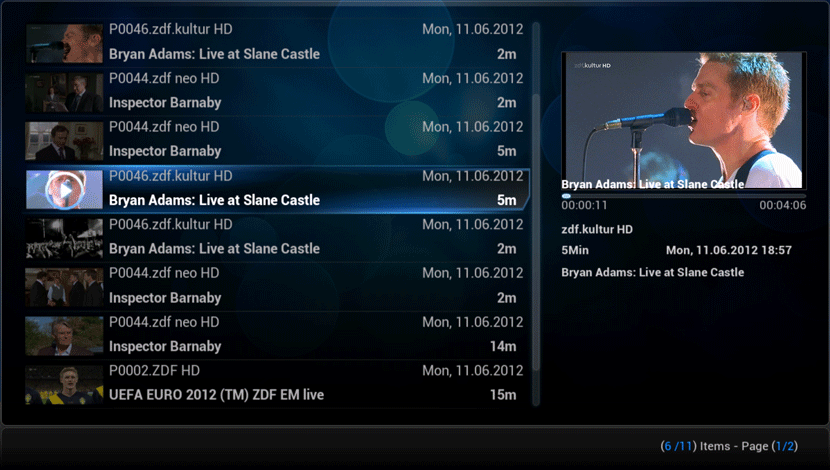 P0046.zdf.kultur HD Mon, 11.06.2012
Bryan Adams: Live at Slane Castle 2m
P0044.zdf neo HD Mon, 11.06.2012
Inspector Barnaby 2m
P0044.zdf neo HD Mon, 11.06.2012
Inspector Barnaby 5m
P0046.zdf.kultur HD Mon, 11.06.2012
Bryan Adams: Live at Slane Castle 5m
P0046.zdf.kultur HD Mon, 11.06.2012
Bryan Adams: Live at Slane Castle 2m
P0044.zdf neo HD Mon, 11.06.2012
Inspector Barnaby 2m
P0044.zdf neo HD Mon, 11.06.2012
Inspector Barnaby 14m
P0002.ZDF HD Mon, 11.06.2012
UEFA EURO 2012 (TM) ZDF EM live 15m
zdf.kultur HD
Bryan Adams: Live at Slane Castle
00:00:11 00:04:06
zdf.kultur HD
5Min Mon, 11.06.2012 18:57
Bryan Adams: Live at Slane Castle
(6 /11) Items - Page (1/2)